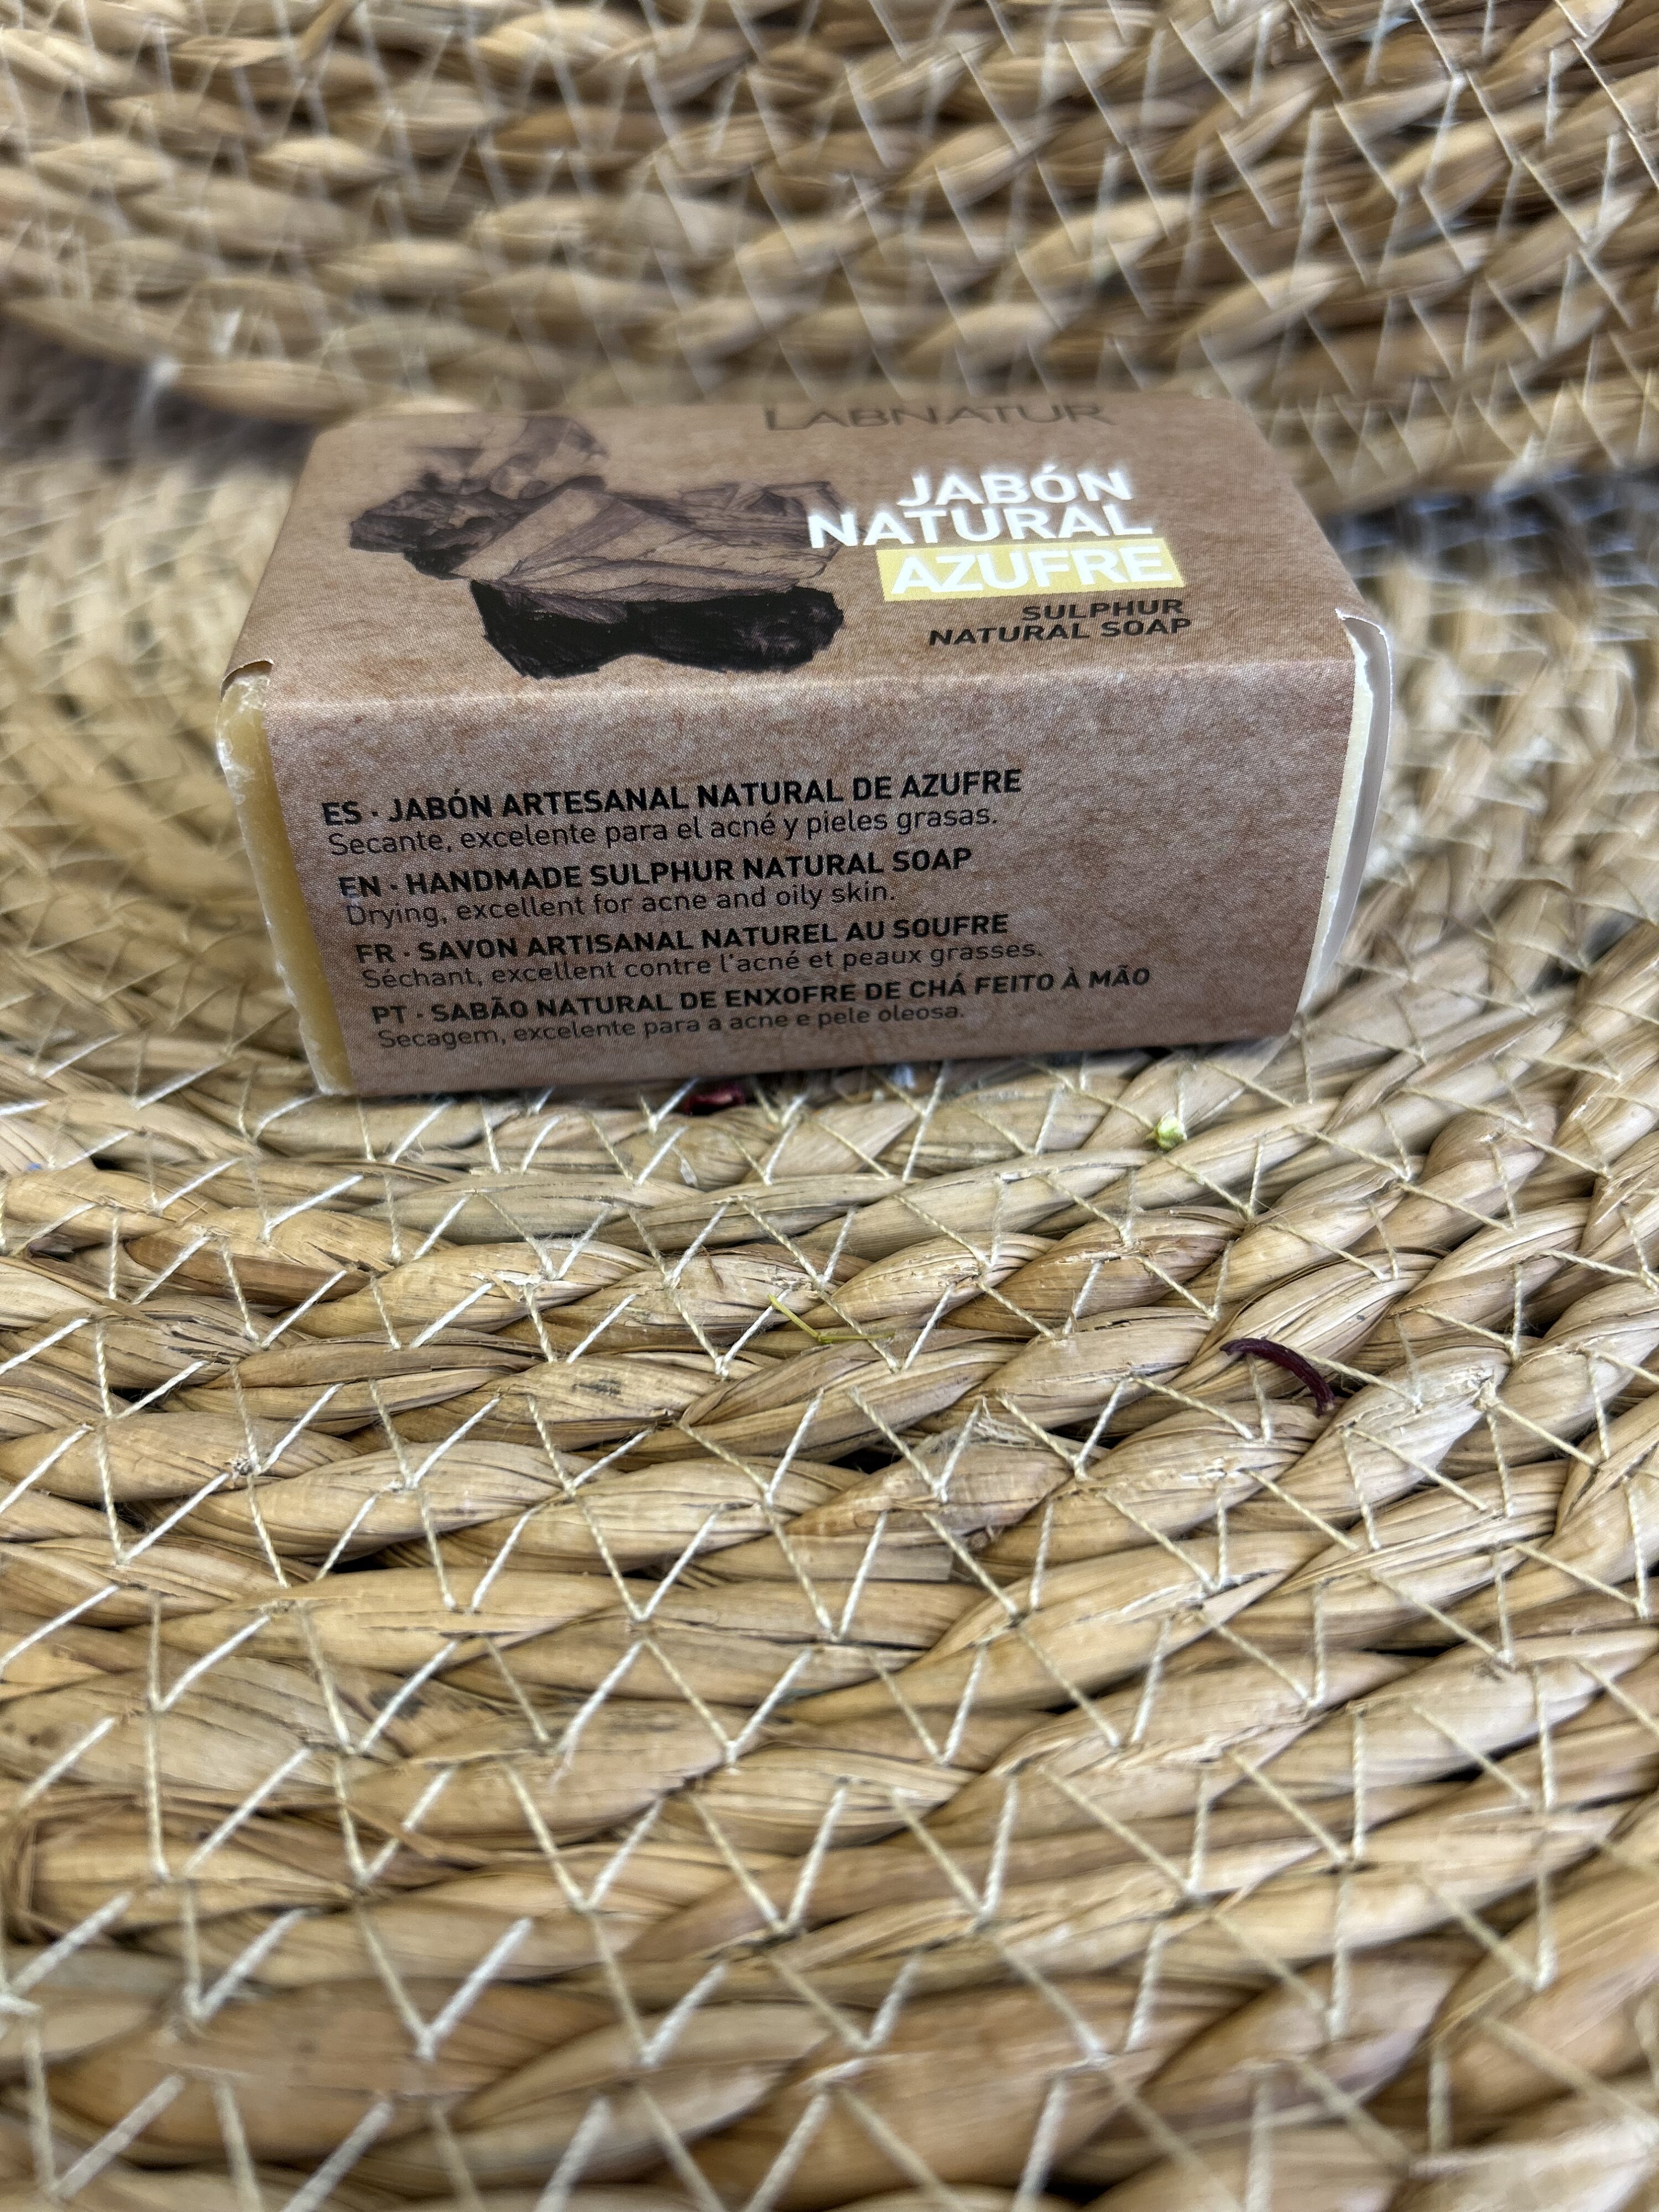 LABNATUR
JABÓN
NATURAL
AZUFRE
SULPHUR
NATURAL SOAP
ES · JABÓN ARTESANAL NATURAL DE AZUFRE
Secante, excelente para el acné y pieles grasas.
EN · HANDMADE SULPHUR NATURAL SOAP
Drying, excellent for acne and oily skin.
FR · SAVON ARTISANAL NATUREL AU SOUFRE
Séchant, excellent contre l'acné et peaux grasses.
PT · SABÃO NATURAL DE ENXOFRE DE CHÁ FEITO À MÃO
Secagem, excelente para a acne e pele oleosa.